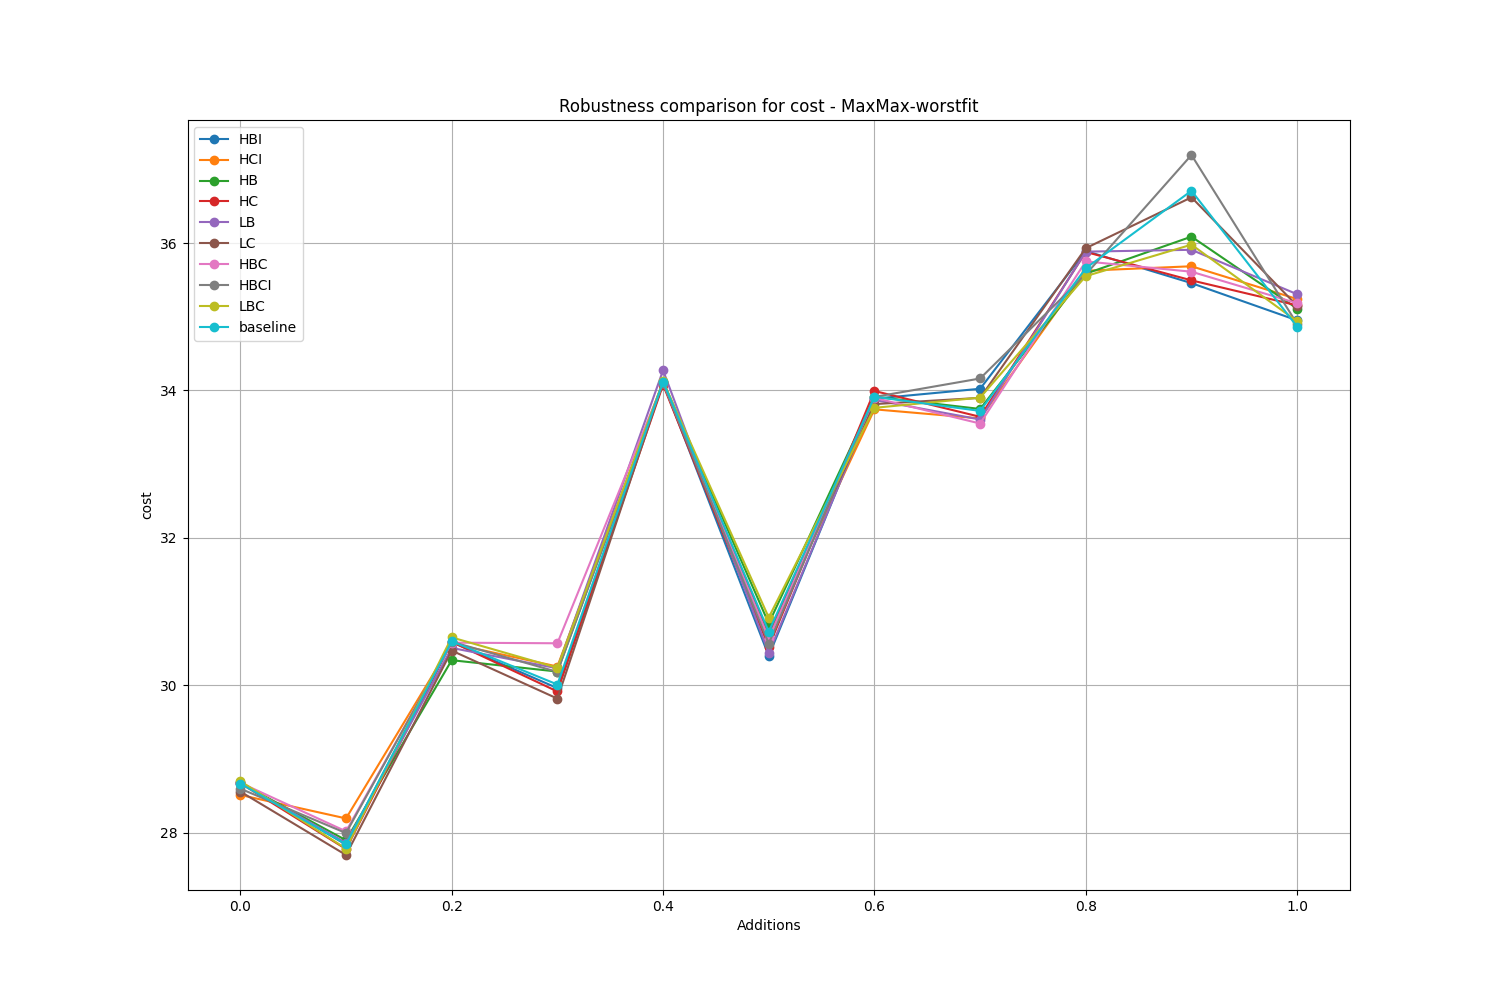 Robustness comparison for cost - MaxMax-worstfit
HBI
HCI
HB
HC
LB
LC
HBC
HBCI
LBC
baseline
36
34
32
30
28
cost
0.0 0.2 0.4 0.6 0.8 1.0
Additions